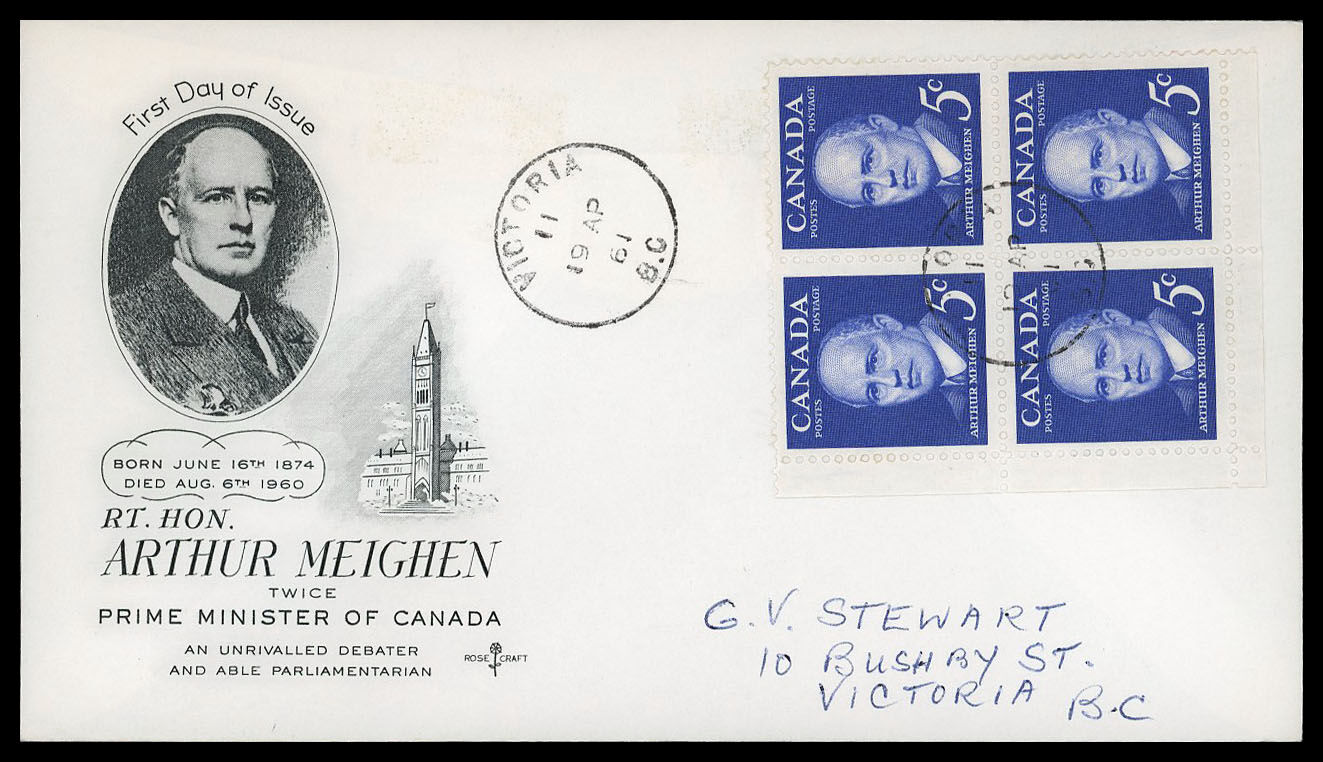 First Day of Issue
BORN JUNE 16TH 1874
DIED AUG. 6TH 1960
RT. HON.
ARTHUR MEIGHEN
TWICE
PRIME MINISTER OF CANADA
AN UNRIVALLED DEBATER
AND ABLE PARLIAMENTARIAN
ROSE CRAFT
VICTORIA
11
19 AP
61
B.C
POSTES CANADA POSTAGE
ARTHUR MEIGHEN 5c
POSTES CANADA POSTAGE
ARTHUR MEIGHEN 5c
POSTES CANADA POSTAGE
ARTHUR MEIGHEN 5c
POSTES CANADA POSTAGE
ARTHUR MEIGHEN 5c
G.V. STEWART
10 BUSHBY ST.
VICTORIA B.C